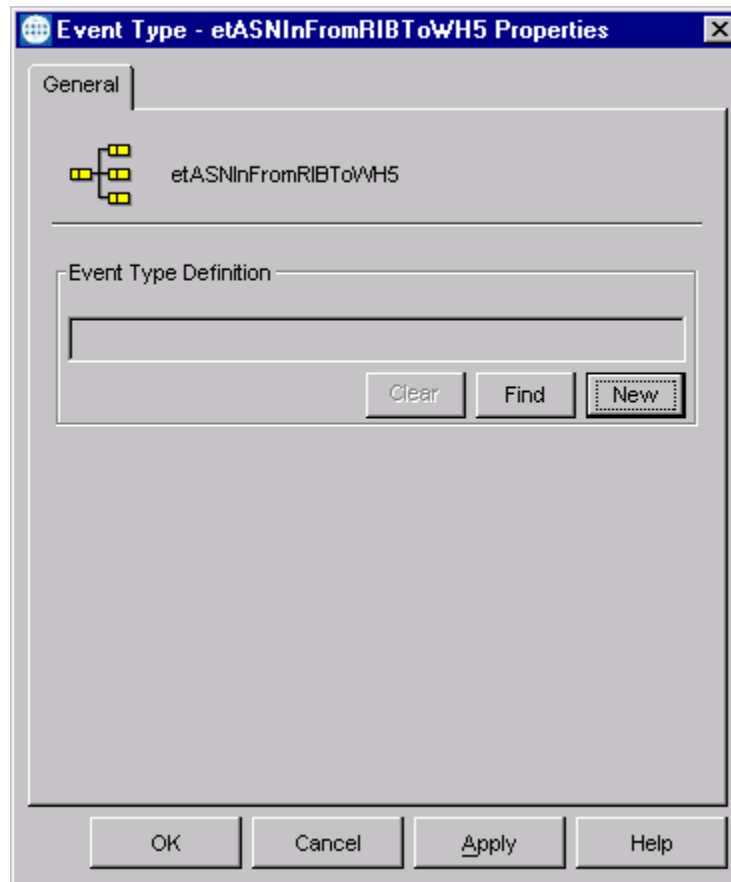 Event Type - etASNInFromRIBToWH5 Properties
General
etASNInFromRIBToWH5
Event Type Definition
Clear Find New
OK Cancel Apply Help